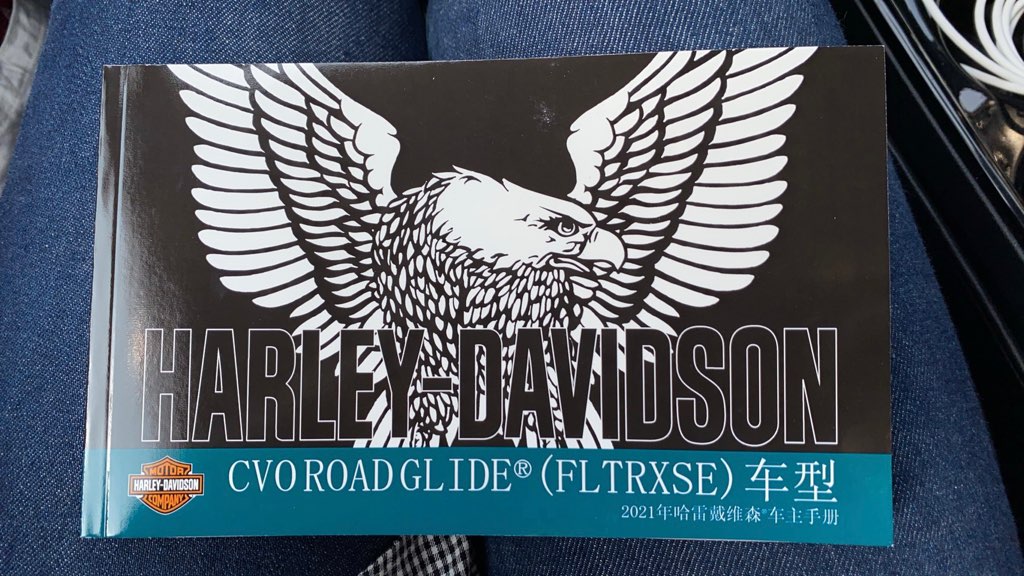 HARLEY-DAVIDSON
MOTOR
HARLEY-DAVIDSON
COMPANY
CVO ROAD GLIDE® (FLTRXSE) 车型
2021年哈雷戴维森®车主手册